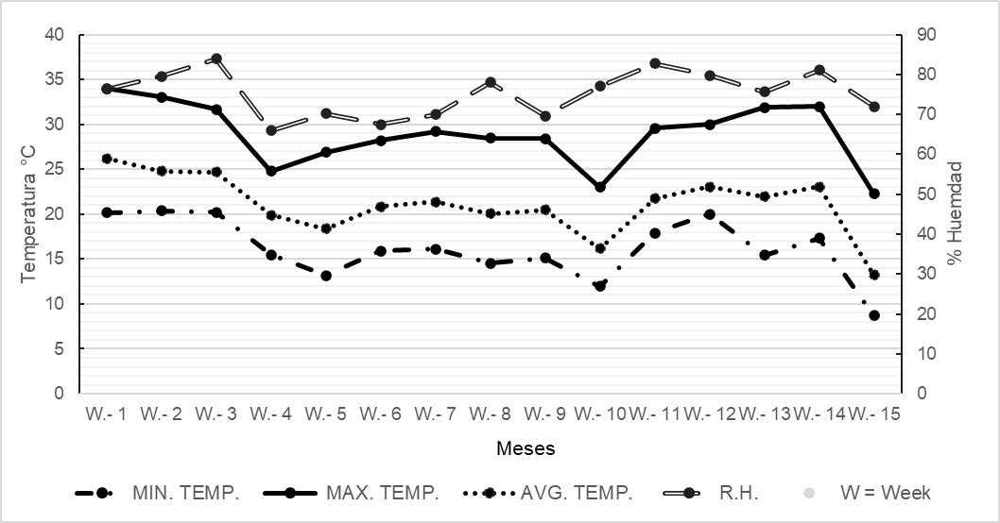 40 90
35 80
30 70
25 60
20 50
15 40
10 30
5 20
0 10
0
Temperatura °C
% Huemdad
W.- 1 W.- 2 W.- 3 W.- 4 W.- 5 W.- 6 W.- 7 W.- 8 W.- 9 W.- 10 W.- 11 W.- 12 W.- 13 W.- 14 W.- 15
Meses
MIN. TEMP. MAX. TEMP. AVG. TEMP. R.H. W = Week